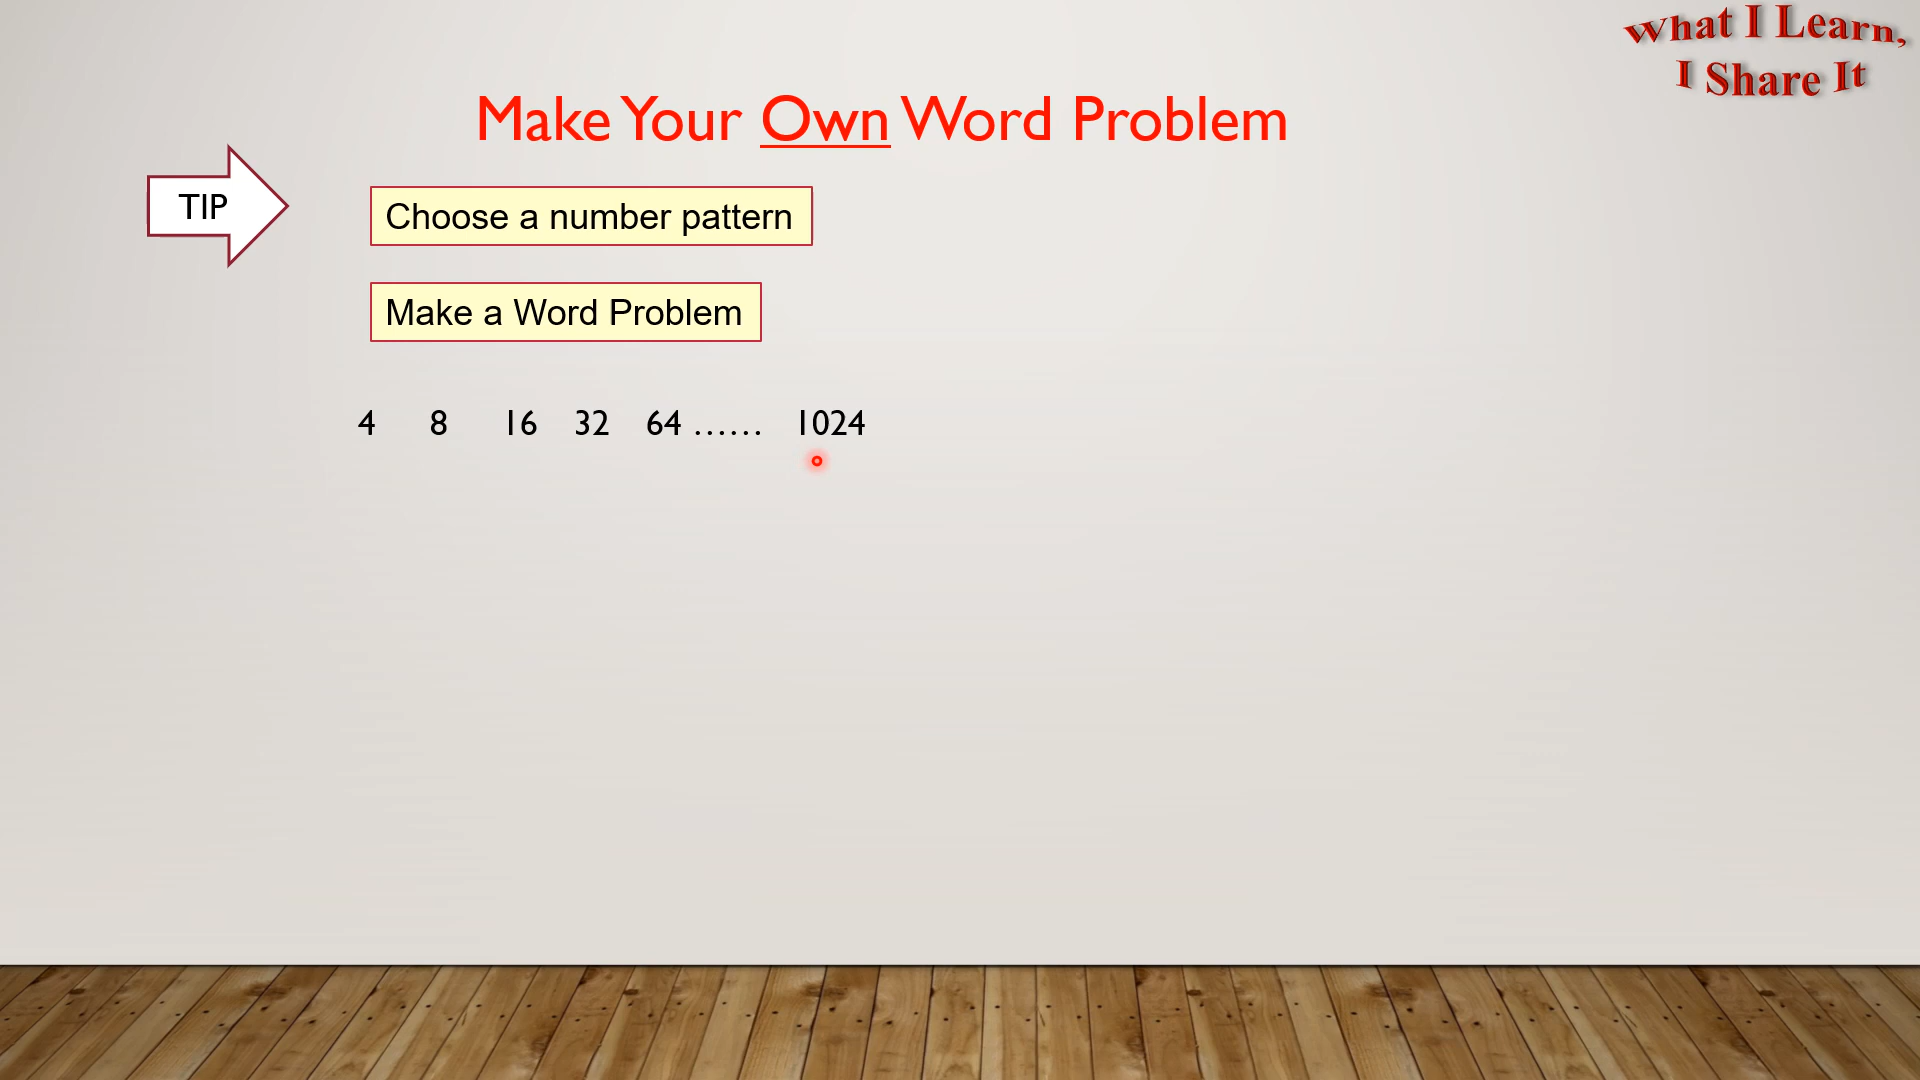 What I Learn,
I Share It
Make Your Own Word Problem
TIP
Choose a number pattern
Make a Word Problem
4 8 16 32 64 …… 1024